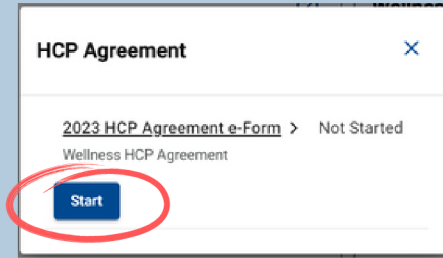 HCP Agreement
2023 HCP Agreement e-Form > Not Started
Wellness HCP Agreement
Start